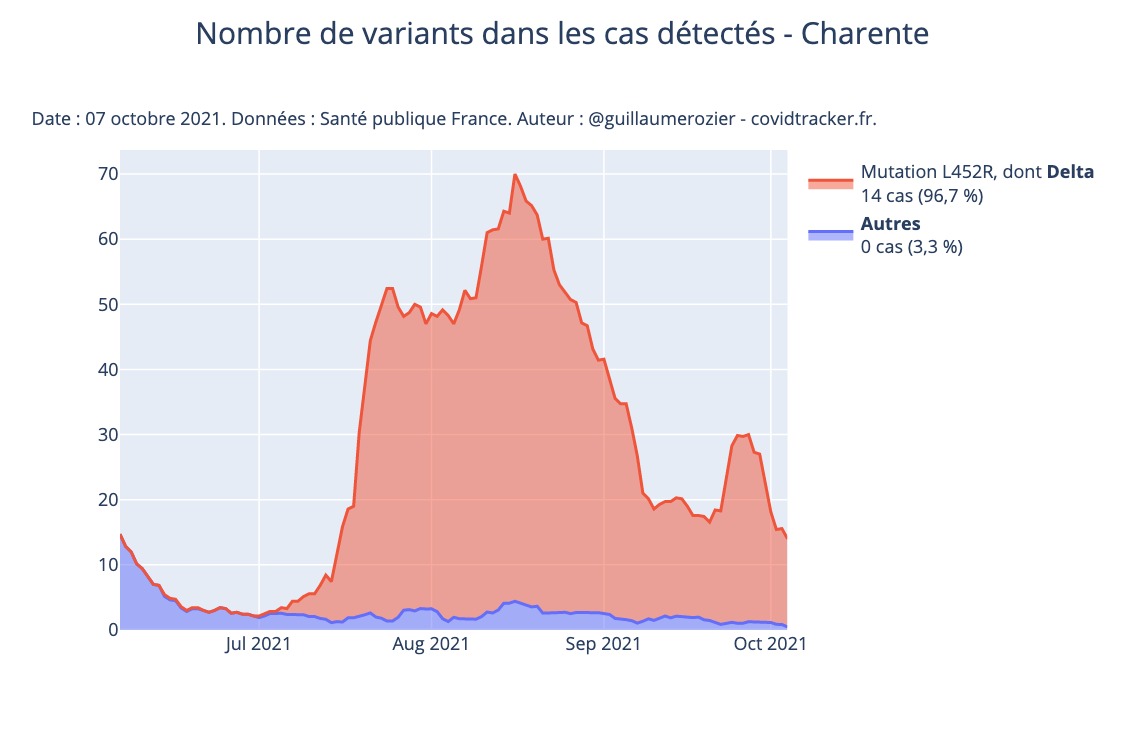 Nombre de variants dans les cas détectés - Charente
Date : 07 octobre 2021. Données : Santé publique France. Auteur : @guillaumerozier - covidtracker.fr.
Mutation L452R, dont Delta
14 cas (96,7 %)
Autres
0 cas (3,3 %)
70
60
50
40
30
20
10
0
Jul 2021
Aug 2021
Sep 2021
Oct 2021